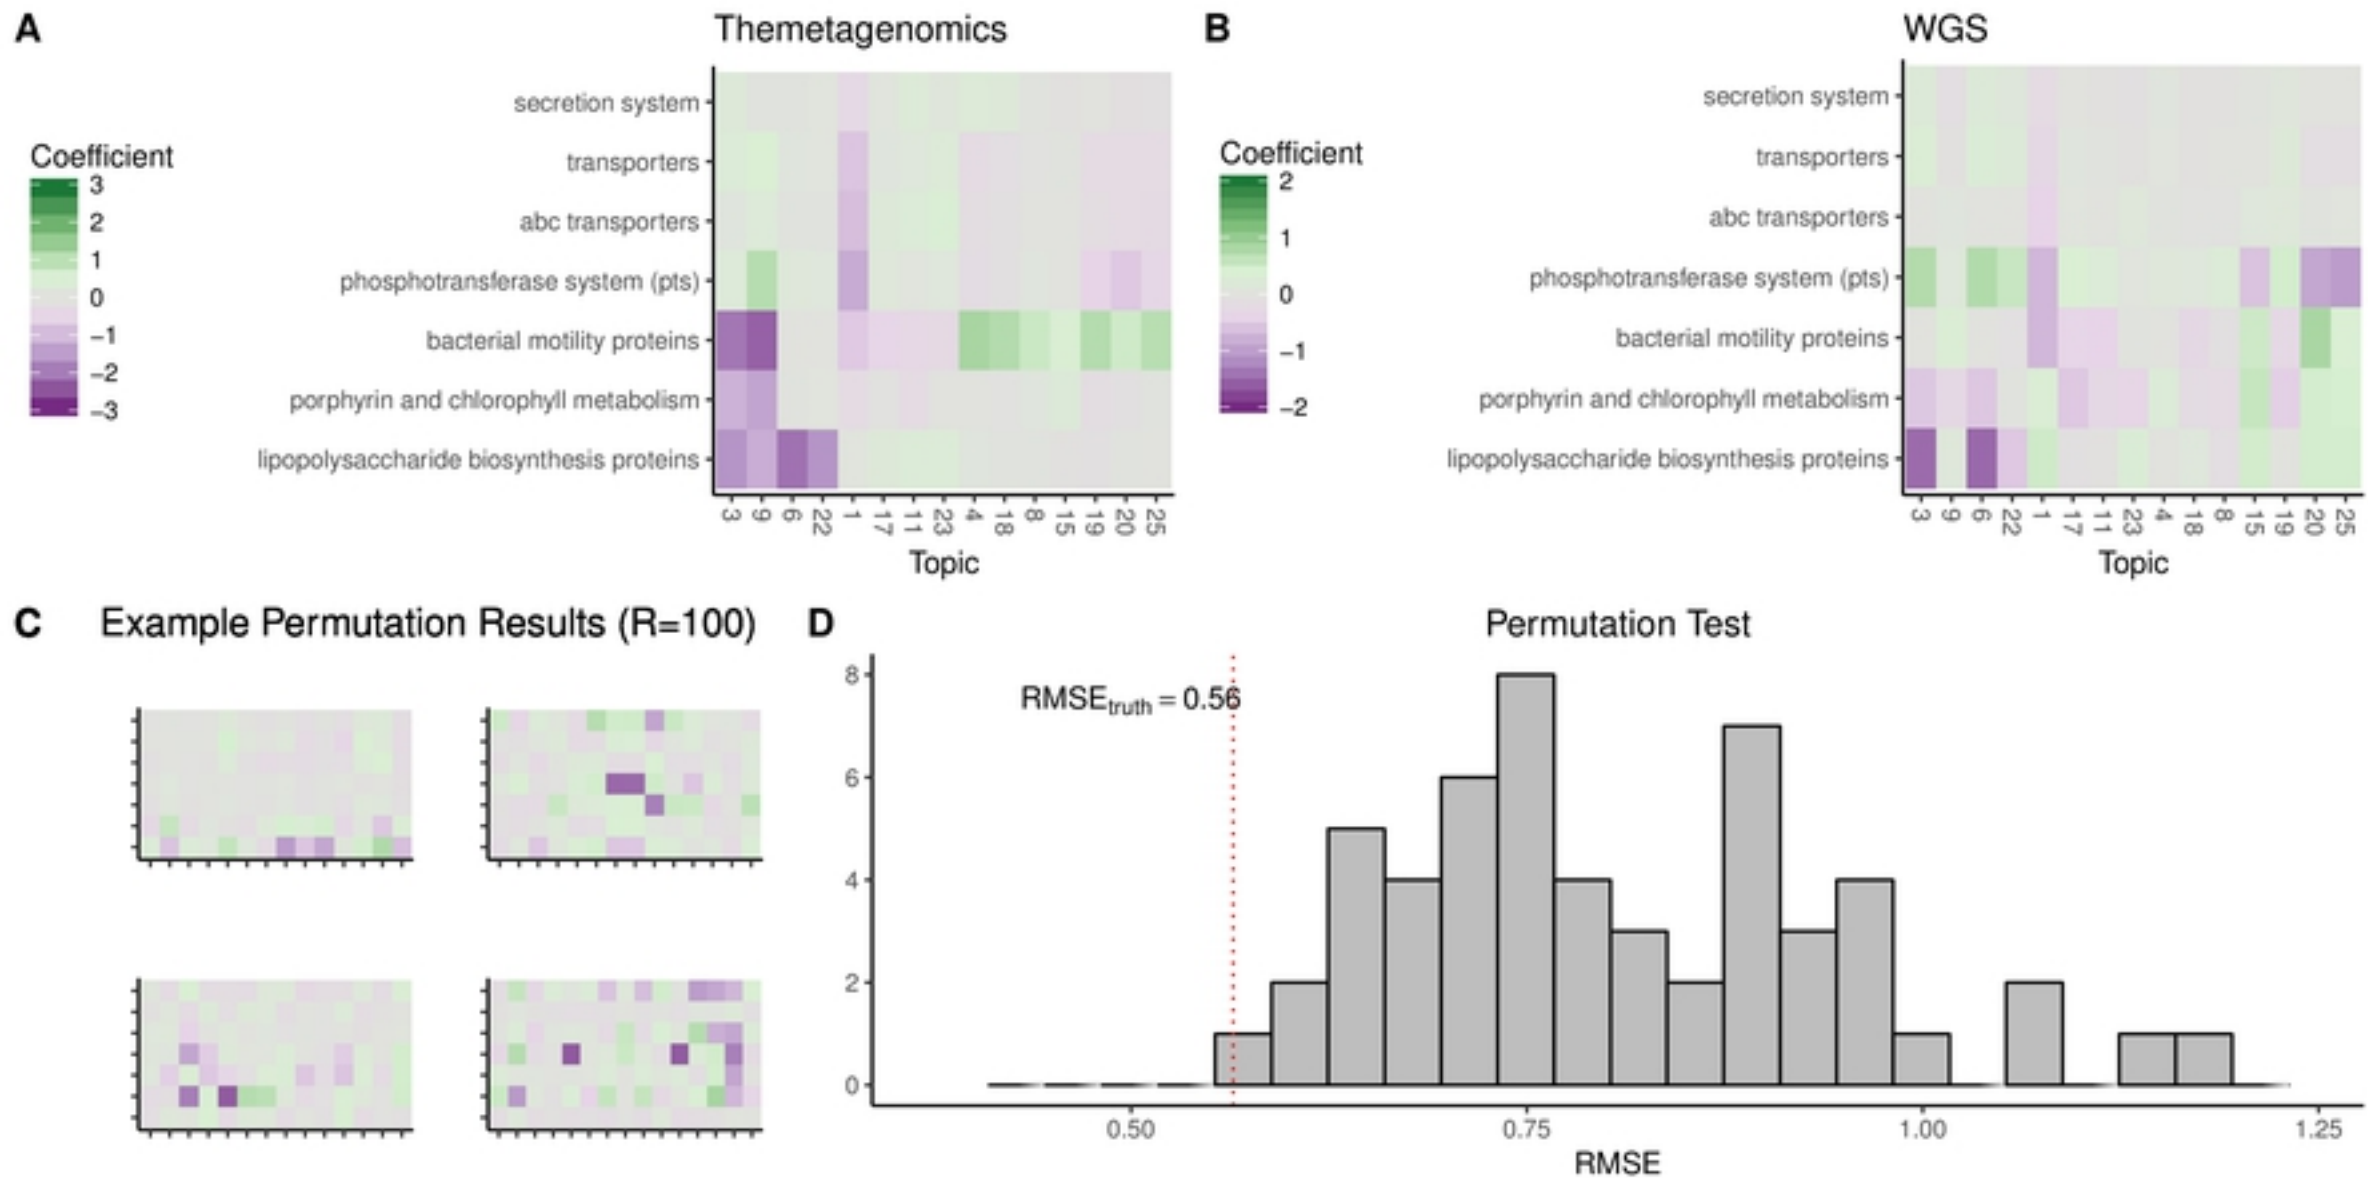 A
Themetagenomics
secretion system
transporters
abc transporters
phosphotransferase system (pts)
bacterial motility proteins
porphyrin and chlorophyll metabolism
lipopolysaccharide biosynthesis proteins
Coefficient
3
2
1
0
−1
−2
−3
3 9 6 22 1 17 11 23 4 18 8 15 19 20 25
Topic
B
WGS
secretion system
transporters
abc transporters
phosphotransferase system (pts)
bacterial motility proteins
porphyrin and chlorophyll metabolism
lipopolysaccharide biosynthesis proteins
Coefficient
2
1
0
−1
−2
3 9 6 22 1 17 11 23 4 18 8 15 19 20 25
Topic
C
Example Permutation Results (R=100)
D
Permutation Test
RMSEtruth = 0.56
8
6
4
2
0
0.50 0.75 1.00 1.25
RMSE